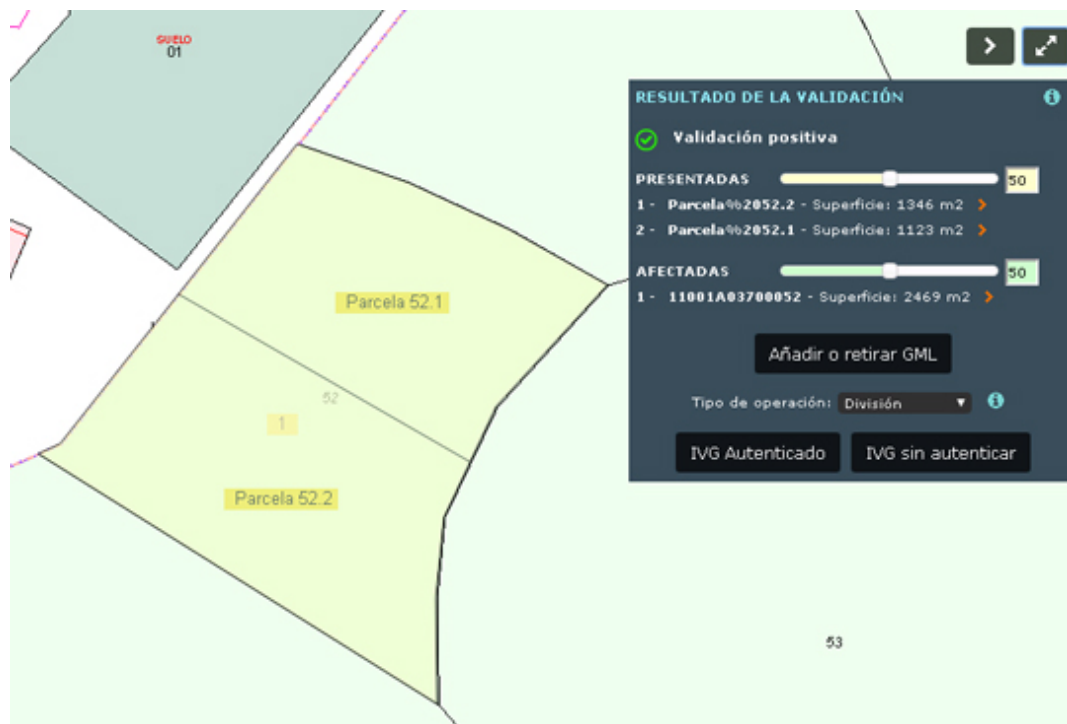 SUELO
01
RESULTADO DE LA VALIDACIÓN
Validación positiva
PRESENTADAS 50
1 - Parcela%2052.2 - Superficie: 1346 m2
2 - Parcela%2052.1 - Superficie: 1123 m2
AFECTADAS 50
1 - 11001A03700052 - Superficie: 2469 m2
Añadir o retirar GML
Tipo de operación: División
IVG Autenticado IVG sin autenticar
Parcela 52.1
52
1
Parcela 52.2
53